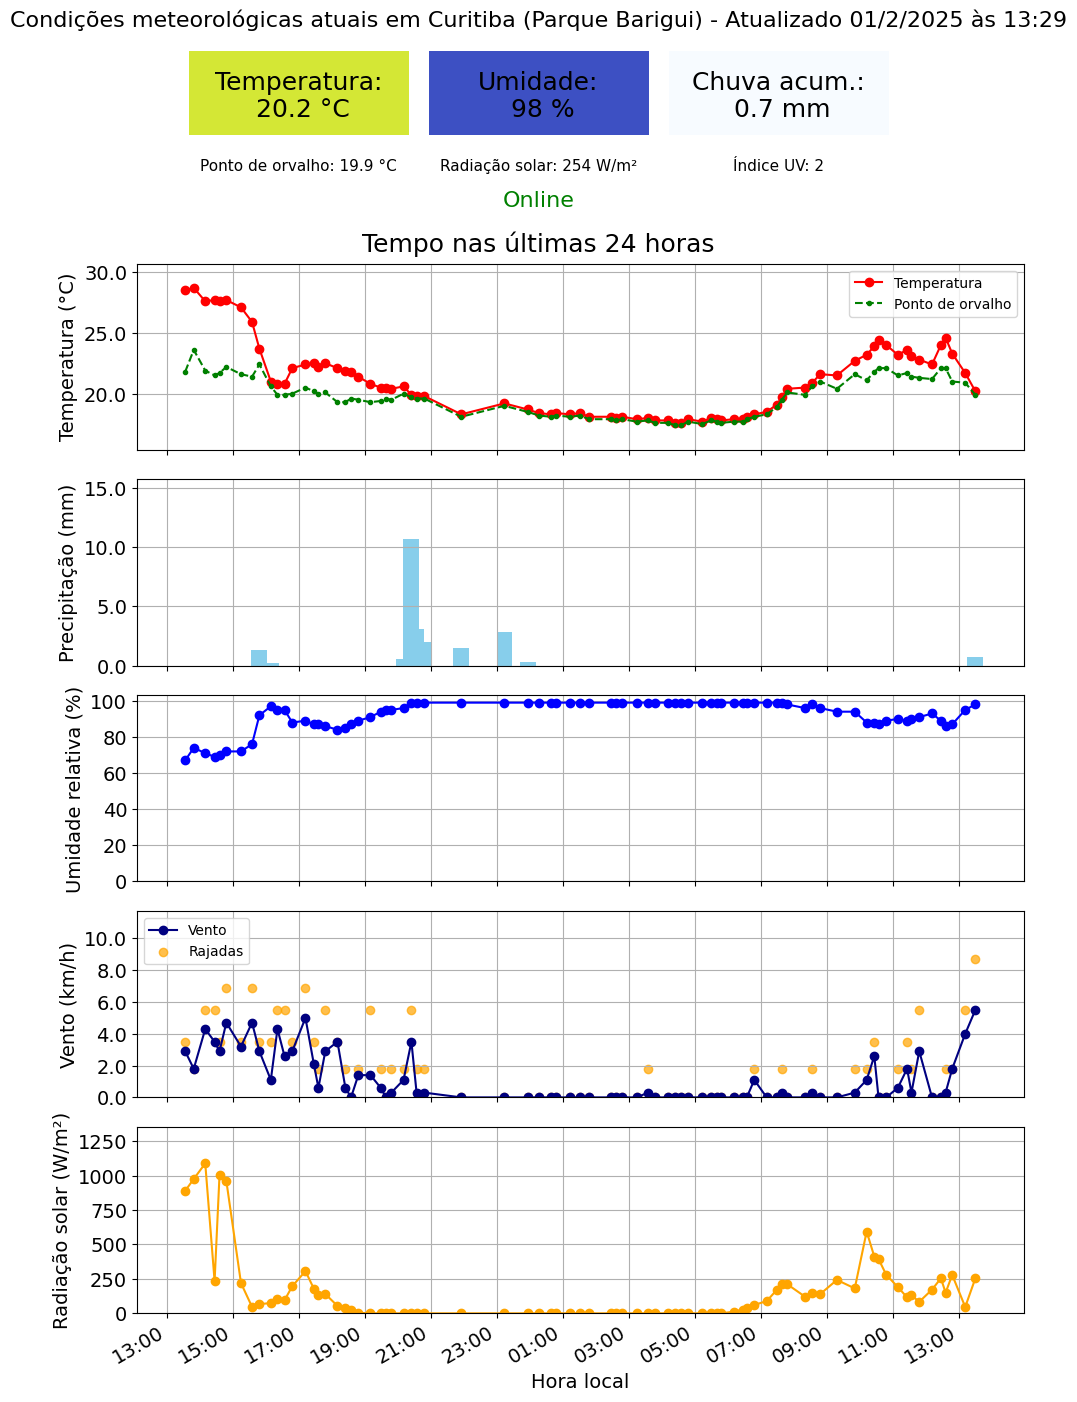 Condições meteorológicas atuais em Curitiba (Parque Barigui) - Atualizado 01/2/2025 às 13:29
Temperatura:
20.2 °C
Umidade:
98 %
Chuva acum.:
0.7 mm
Ponto de orvalho: 19.9 °C
Radiação solar: 254 W/m²
Índice UV: 2
Online
Tempo nas últimas 24 horas
Temperatura (°C)
30.0
25.0
20.0
Temperatura
Ponto de orvalho
Precipitação (mm)
15.0
10.0
5.0
0.0
Umidade relativa (%)
100
80
60
40
20
0
Vento (km/h)
10.0
8.0
6.0
4.0
2.0
0.0
Vento
Rajadas
Radiação solar (W/m²)
1250
1000
750
500
250
0
13:00
15:00
17:00
19:00
21:00
23:00
01:00
03:00
05:00
07:00
09:00
11:00
13:00
Hora local